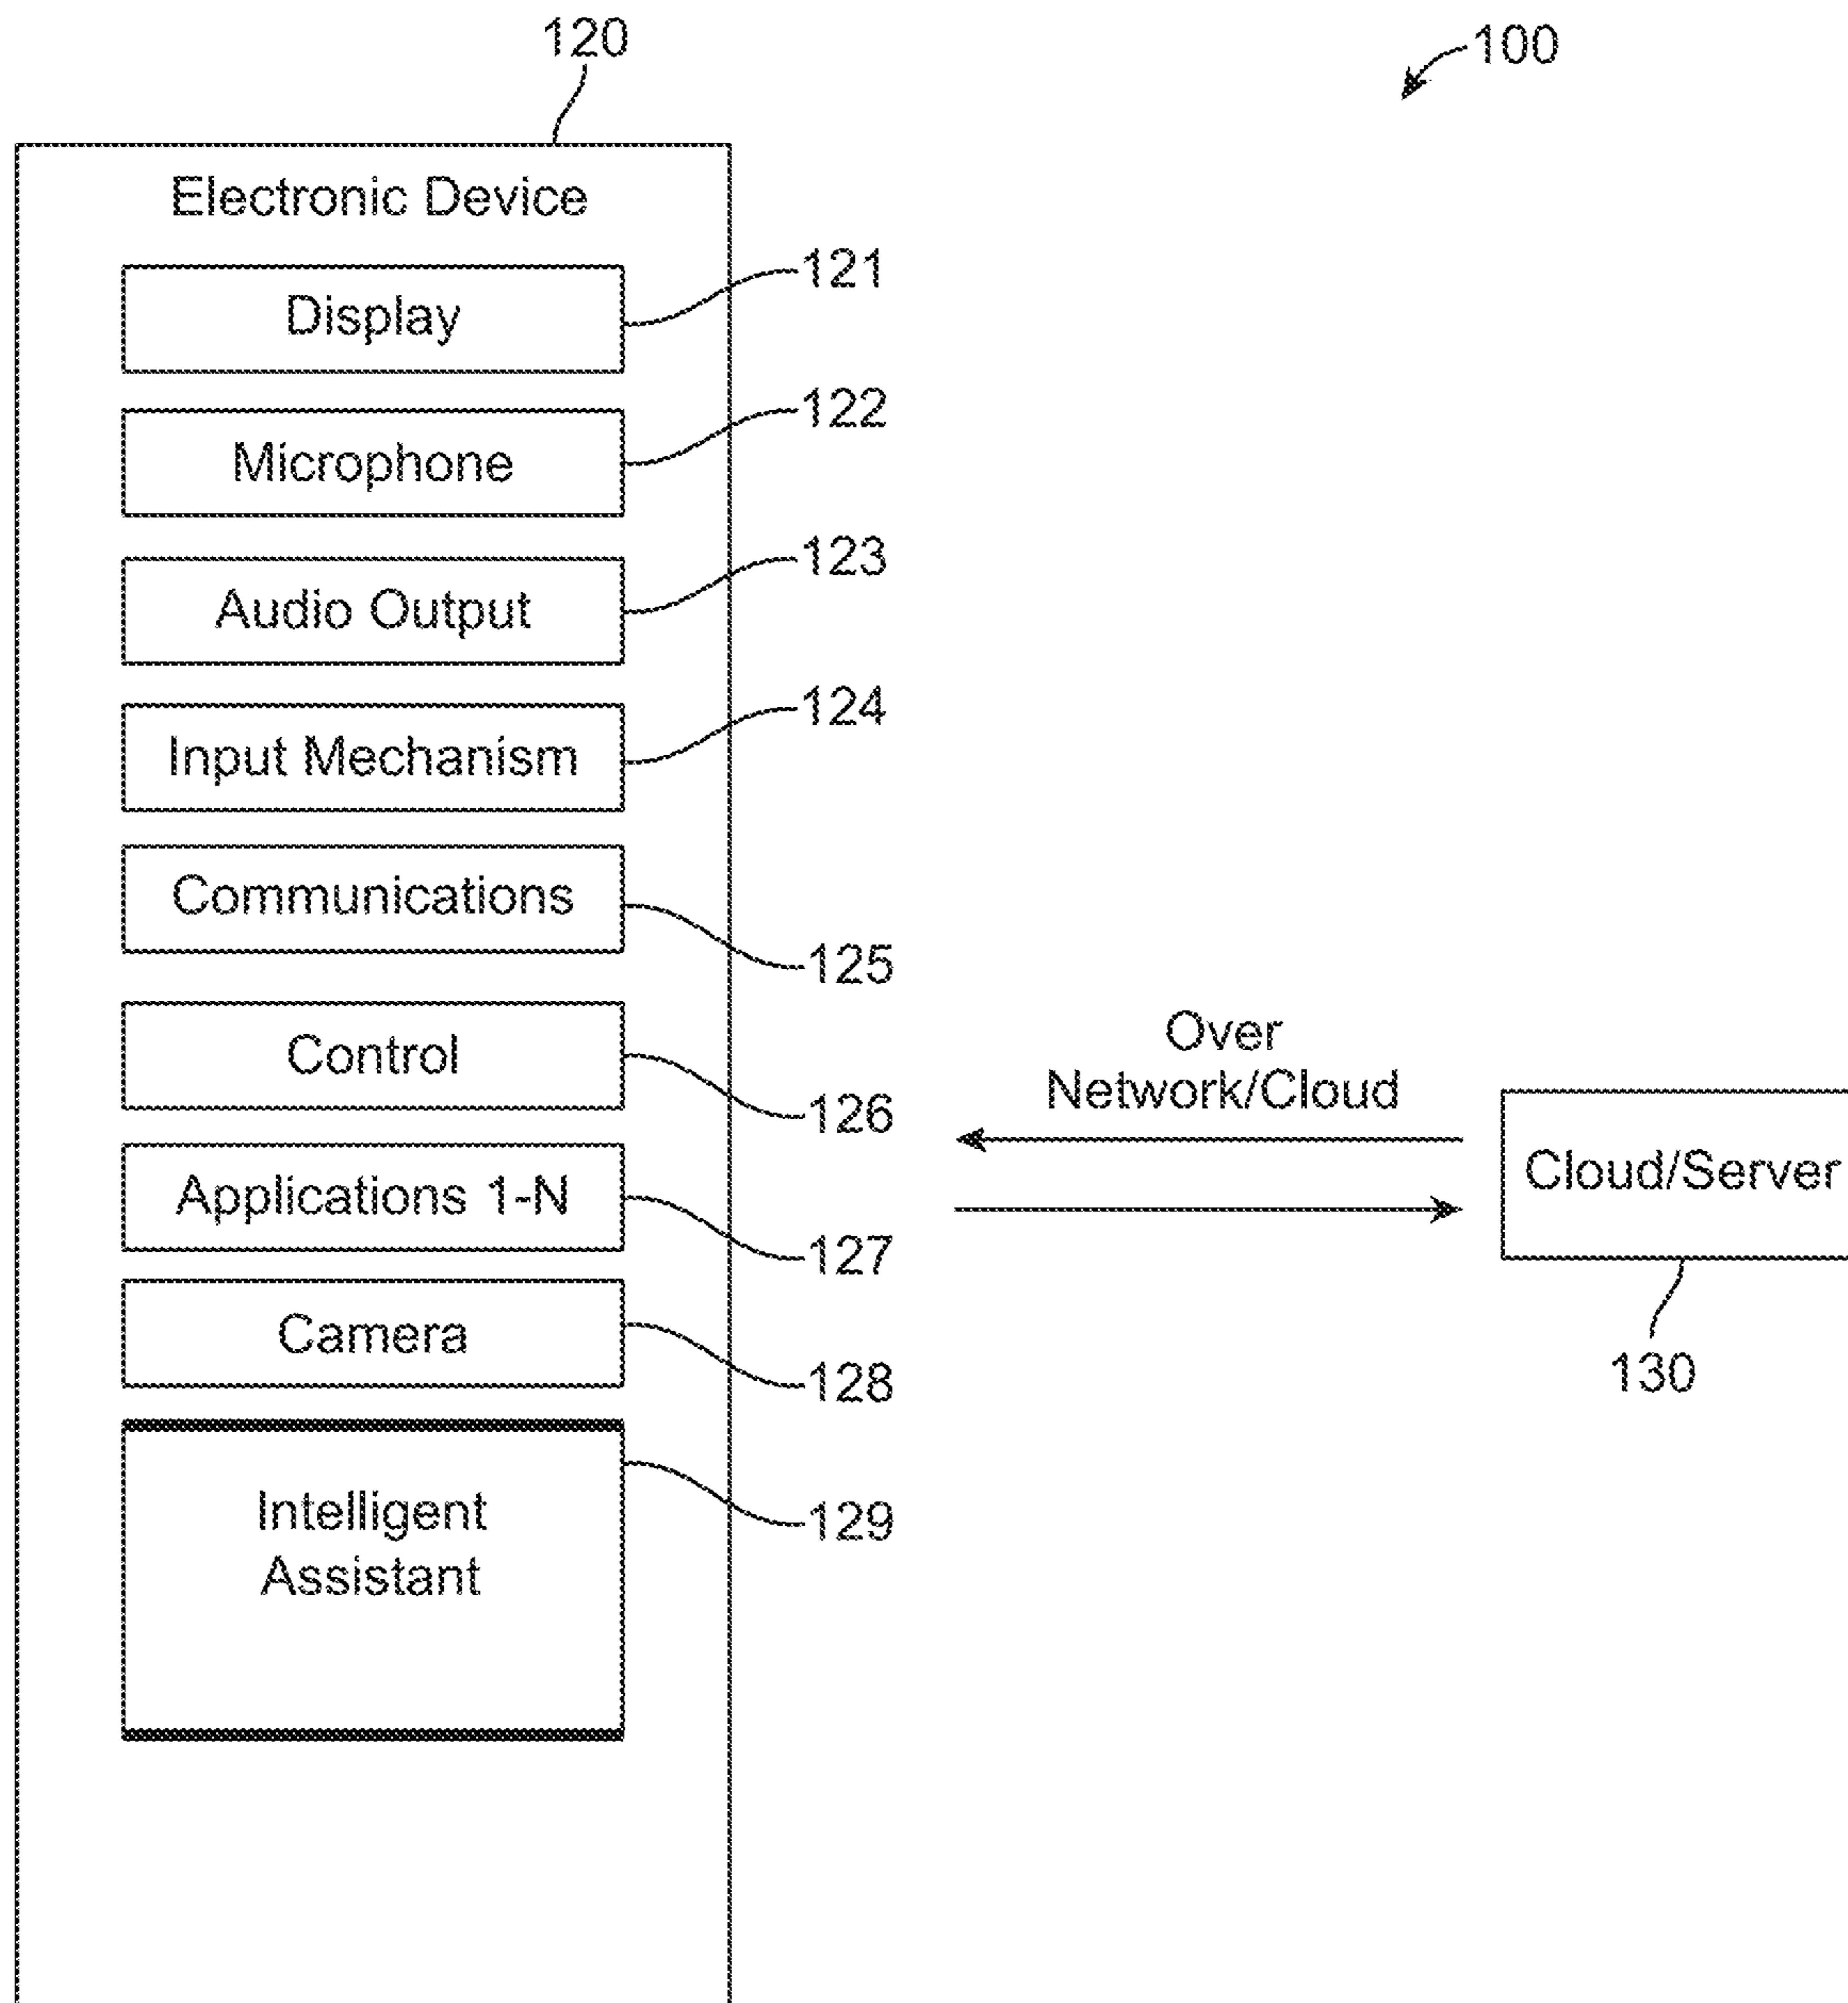 120
100
Electronic Device
Display
121
Microphone
122
Audio Output
123
Input Mechanism
124
Communications
125
Control
126
Applications 1-N
127
Camera
128
Intelligent
Assistant
129
Over
Network/Cloud
Cloud/Server
130